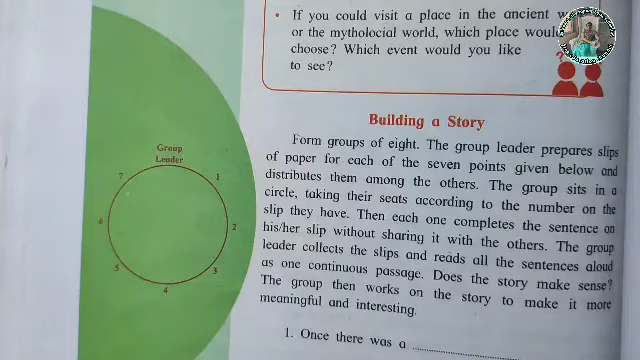 If you could visit a place in the ancient
or the mytholocial world, which place would
choose? Which event would you like
to see?
Building a Story
Form groups of eight. The group leader prepares slips
of paper for each of the seven points given below and
distributes them among the others. The group sits in a
circle, taking their seats according to the number on the
slip they have. Then each one completes the sentence on
his/her slip without sharing it with the others. The group
leader collects the slips and reads all the sentences aloud
as one continuous passage. Does the story make sense?
The group then works on the story to make it more
meaningful and interesting.
1. Once there was a
Group
Leader
1
2
3
4
5
6
7